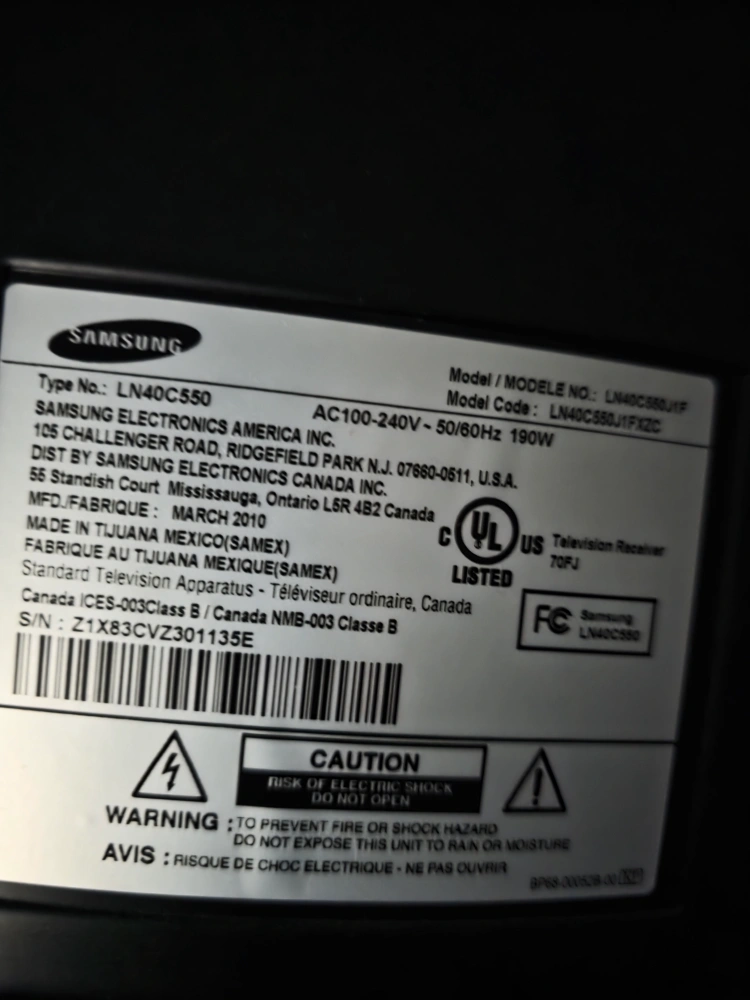 SAMSUNG
Model / MODELE NO.: LN40C550J1F
Type No.: LN40C550
Model Code : LN40C550J1FXZC
AC100-240V ~ 50/60Hz 190W
SAMSUNG ELECTRONICS AMERICA INC.
105 CHALLENGER ROAD, RIDGEFIELD PARK N.J. 07660-0511, U.S.A.
DIST BY SAMSUNG ELECTRONICS CANADA INC.
55 Standish Court Mississauga, Ontario L5R 4B2 Canada
MFD./FABRIQUE : MARCH 2010
MADE IN TIJUANA MEXICO(SAMEX)
FABRIQUE AU TIJUANA MEXIQUE(SAMEX)
Standard Television Apparatus - Téléviseur ordinaire, Canada
Canada ICES-003Class B / Canada NMB-003 Classe B
S/N : Z1X83CVZ301135E
C UL US
LISTED
Television Receiver
70FJ
FC Samsung
LN40C550
CAUTION
RISK OF ELECTRIC SHOCK
DO NOT OPEN
WARNING : TO PREVENT FIRE OR SHOCK HAZARD
DO NOT EXPOSE THIS UNIT TO RAIN OR MOISTURE
AVIS : RISQUE DE CHOC ELECTRIQUE - NE PAS OUVRIR